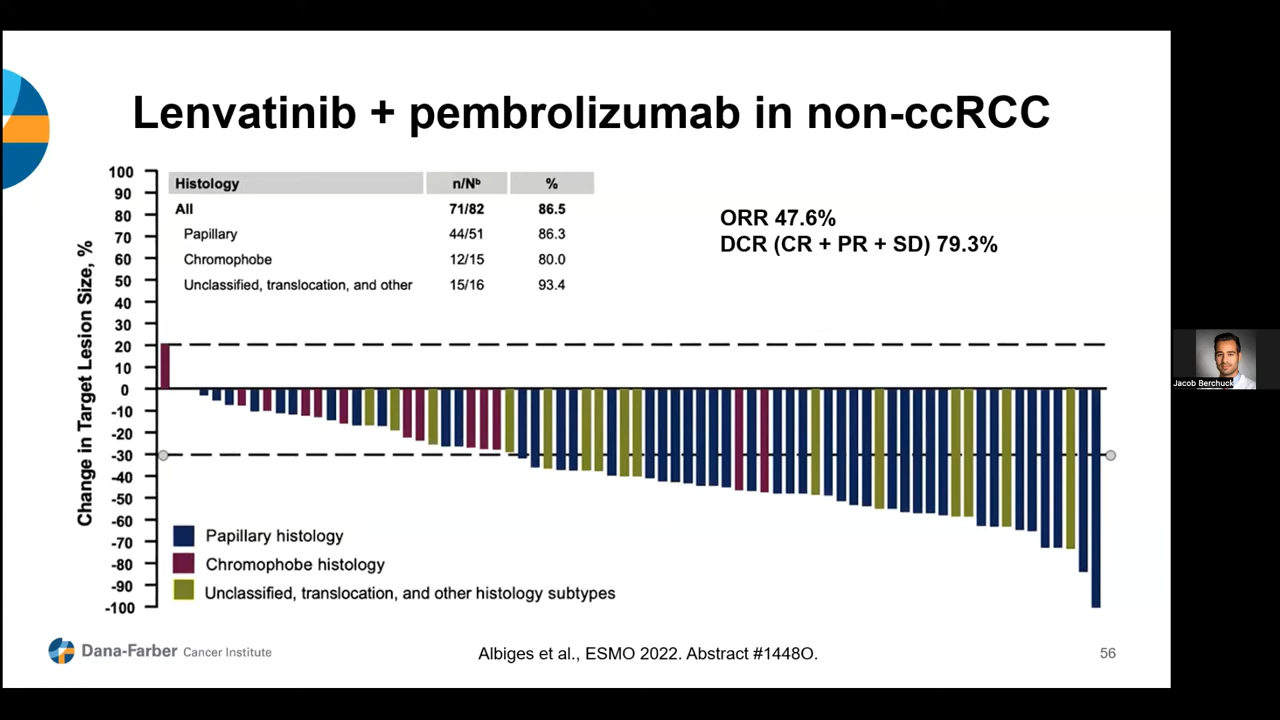 Lenvatinib + pembrolizumab in non-ccRCC
Change in Target Lesion Size, %
100
90
80
70
60
50
40
30
20
10
0
-10
-20
-30
-40
-50
-60
-70
-80
-90
-100
Histology n/Nᵇ %
All 71/82 86.5
Papillary 44/51 86.3
Chromophobe 12/15 80.0
Unclassified, translocation, and other 15/16 93.4
ORR 47.6%
DCR (CR + PR + SD) 79.3%
Papillary histology
Chromophobe histology
Unclassified, translocation, and other histology subtypes
Dana-Farber Cancer Institute
Albiges et al., ESMO 2022. Abstract #1448O.
56
Jacob Berchuck